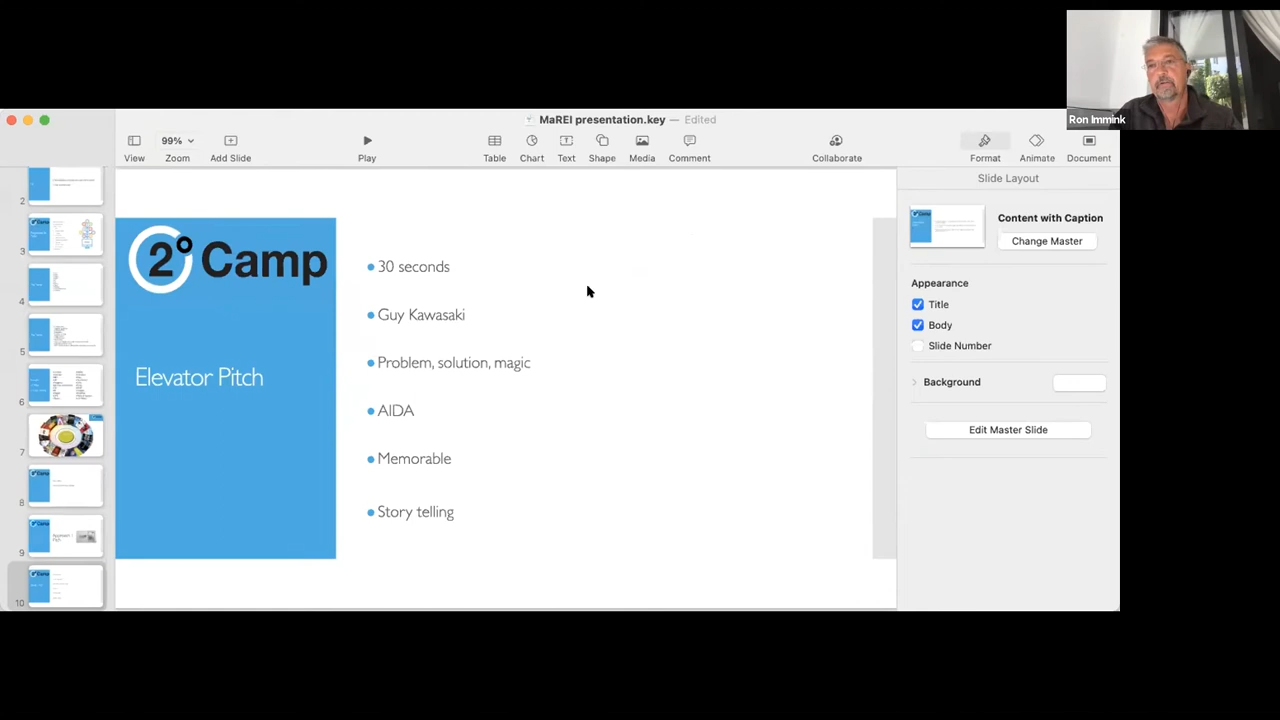 Ron Immink
MaREI presentation.key — Edited
99%
View
Zoom
Add Slide
Play
Table
Chart
Text
Shape
Media
Comment
Collaborate
Format
Animate
Document
2
3
4
5
6
7
8
9
10
2° Camp
Elevator Pitch
30 seconds
Guy Kawasaki
Problem, solution, magic
AIDA
Memorable
Story telling
Slide Layout
Content with Caption
Change Master
Appearance
Title
Body
Slide Number
Background
Edit Master Slide